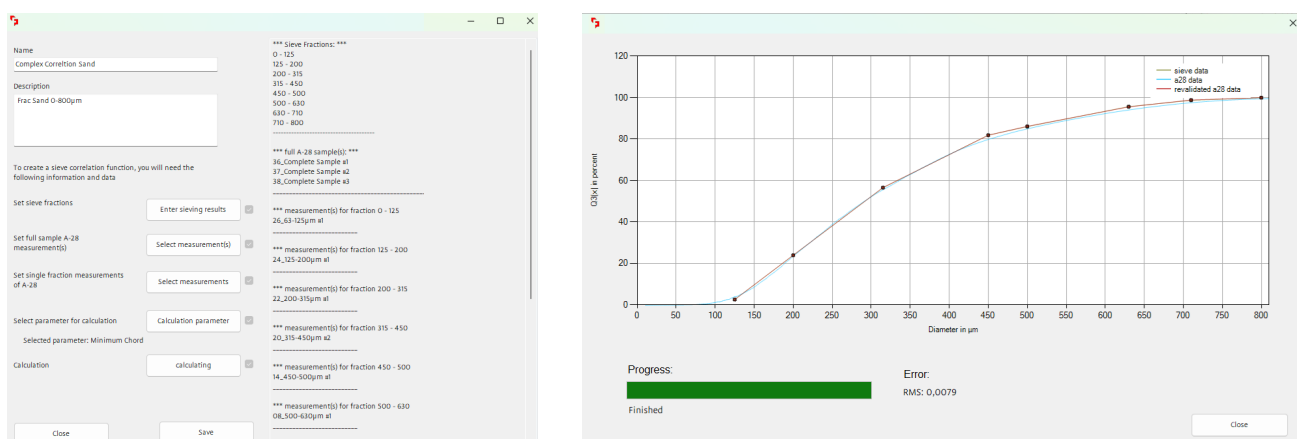 Name
Complex Correltion Sand
Description
Frac Sand 0-800µm
To create a sieve correlation function, you will need the
following information and data
Set sieve fractions
Enter sieving results
Set full sample A-28
measurement(s)
Select measurement(s)
Set single fraction measurements
of A-28
Select measurements
Select parameter for calculation
Calculation parameter
Selected parameter: Minimum Chord
Calculation
calculating
Close
Save
*** Sieve Fractions: ***
0 - 125
125 - 200
200 - 315
315 - 450
450 - 500
500 - 630
630 - 710
710 - 800
*** full A-28 sample(s): ***
36_Complete Sample #1
37_Complete Sample #2
38_Complete Sample #3
*** measurement(s) for fraction 0 - 125
26_63-125µm #1
*** measurement(s) for fraction 125 - 200
24_125-200µm #1
*** measurement(s) for fraction 200 - 315
22_200-315µm #1
*** measurement(s) for fraction 315 - 450
20_315-450µm #2
*** measurement(s) for fraction 450 - 500
14_450-500µm #1
*** measurement(s) for fraction 500 - 630
08_500-630µm #1
120
100
80
60
40
20
0
Q3(x) in percent
sieve data
a28 data
revalidated a28 data
0 50 100 150 200 250 300 350 400 450 500 550 600 650 700 750 800
Diameter in µm
Progress:
Finished
Error:
RMS: 0,0079
Close